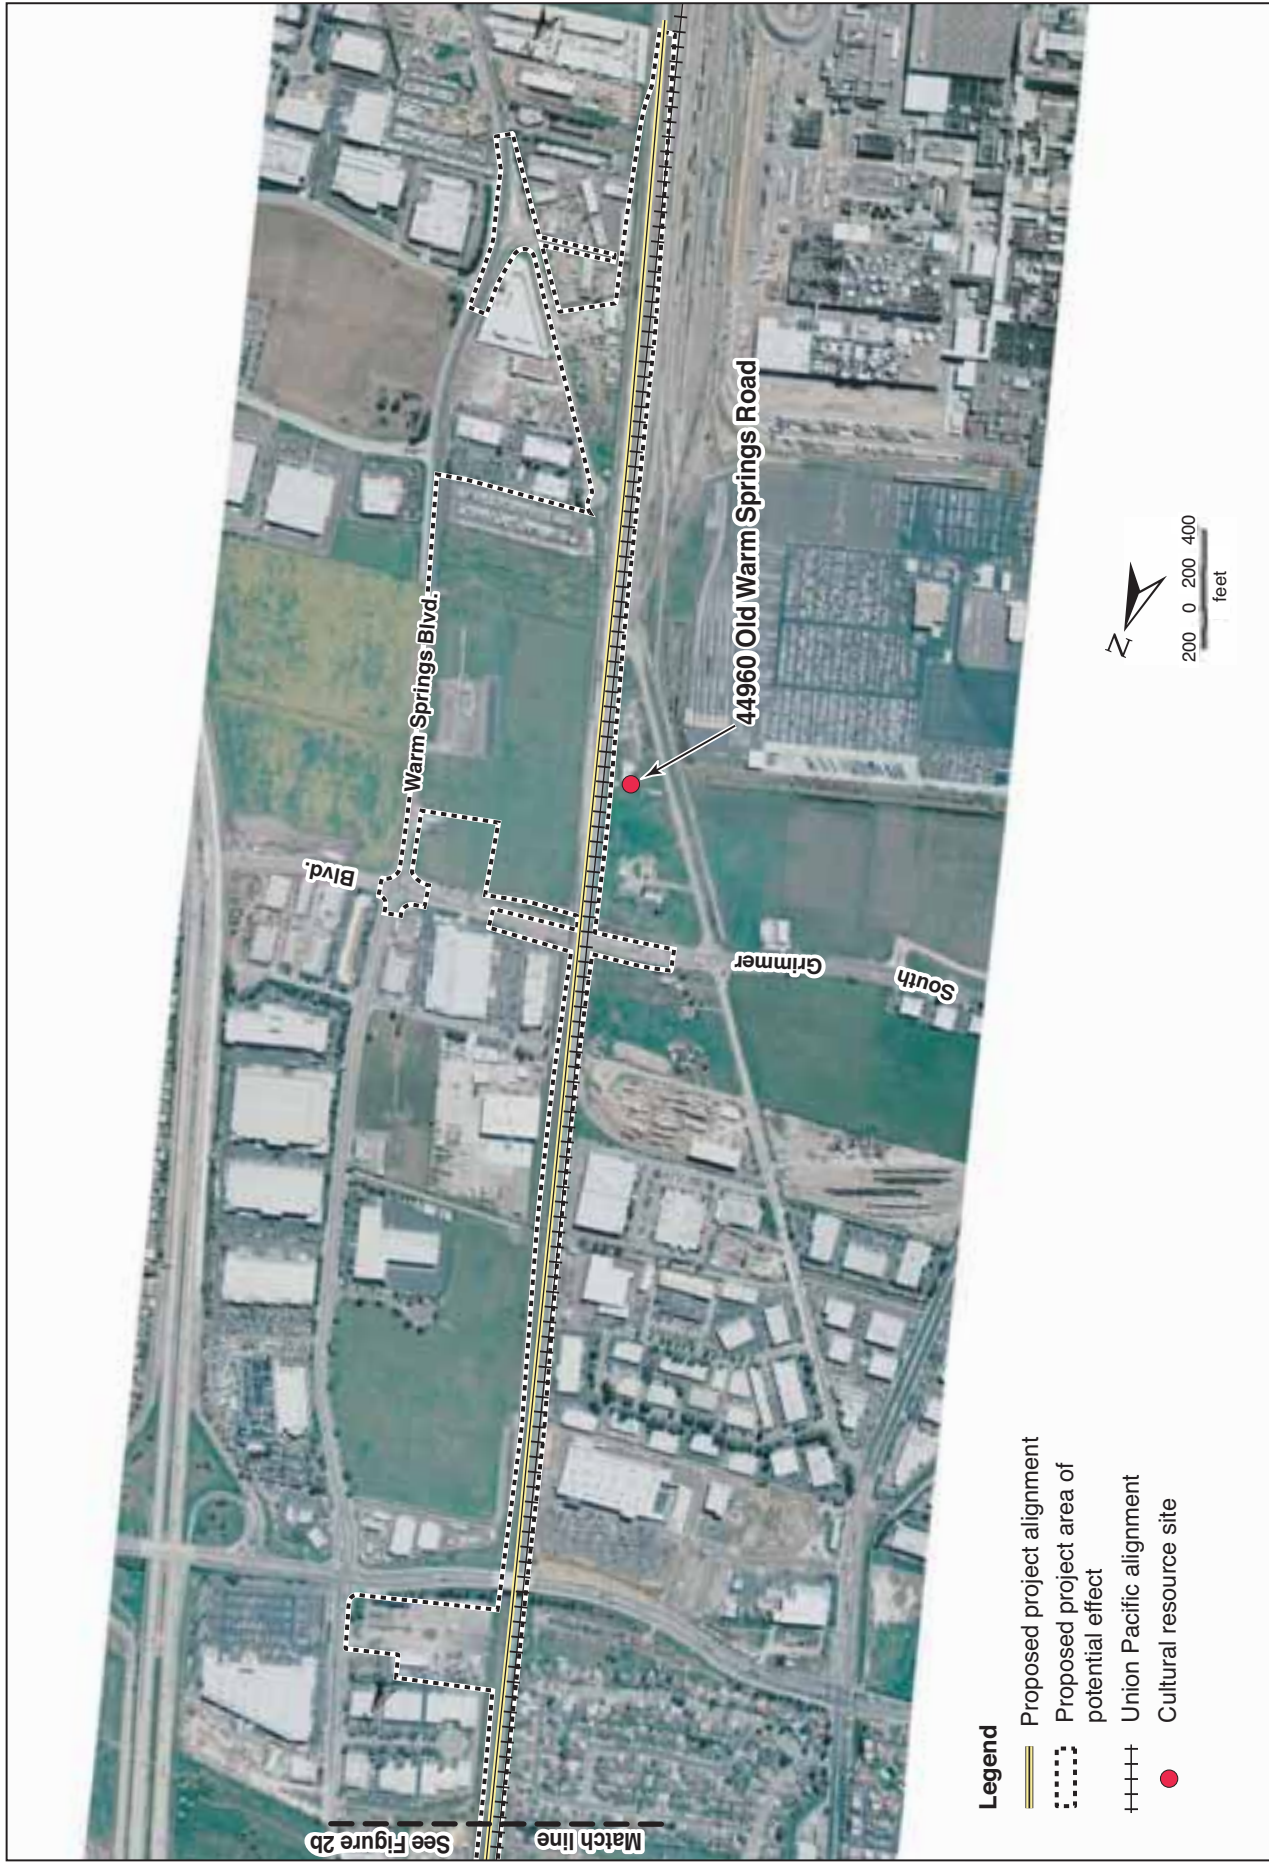 Warm Springs Blvd.
Blvd.
Grimmer
South
44960 Old Warm Springs Road
See Figure 2b
Match line
N
200 0 200 400
feet
Legend
Proposed project alignment
Proposed project area of
potential effect
Union Pacific alignment
Cultural resource site